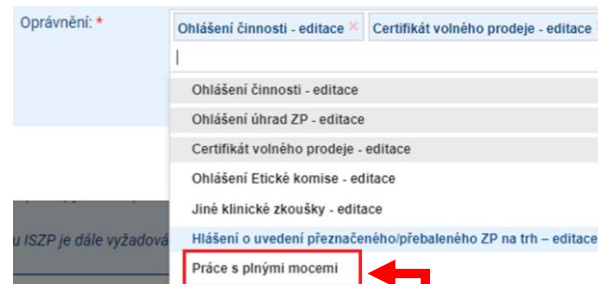 Oprávnění: * Ohlášení činnosti - editace × Certifikát volného prodeje - editace
Ohlášení činnosti - editace
Ohlášení úhrad ZP - editace
Certifikát volného prodeje - editace
Ohlášení Etické komise - editace
Jiné klinické zkoušky - editace
u ISZP je dále vyžadová
Hlášení o uvedení přeznačeného/přebaleného ZP na trh – editace
Práce s plnými mocemi